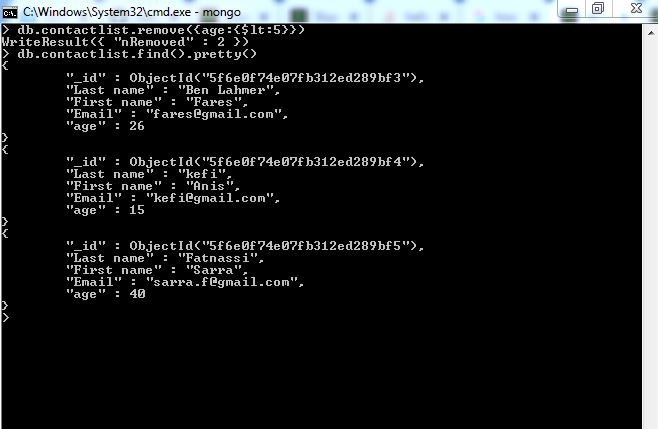 C:\Windows\System32\cmd.exe - mongo
> db.contactlist.remove({age:{$lt:5}})
WriteResult({ "nRemoved" : 2 })
> db.contactlist.find().pretty()
{
        "_id" : ObjectId("5f6e0f74e07fb312ed289bf3"),
        "Last name" : "Ben Lahmer",
        "First name" : "Fares",
        "Email" : "fares@gmail.com",
        "age" : 26
}
{
        "_id" : ObjectId("5f6e0f74e07fb312ed289bf4"),
        "Last name" : "kefi",
        "First name" : "Anis",
        "Email" : "kefi@gmail.com",
        "age" : 15
}
{
        "_id" : ObjectId("5f6e0f74e07fb312ed289bf5"),
        "Last name" : "Fatnassi",
        "First name" : "Sarra",
        "Email" : "sarra.f@gmail.com",
        "age" : 40
}
>